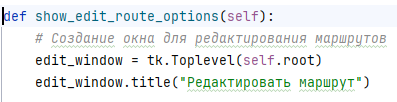 def show_edit_route_options(self):
    # Создание окна для редактирования маршрутов
    edit_window = tk.Toplevel(self.root)
    edit_window.title("Редактировать маршрут")